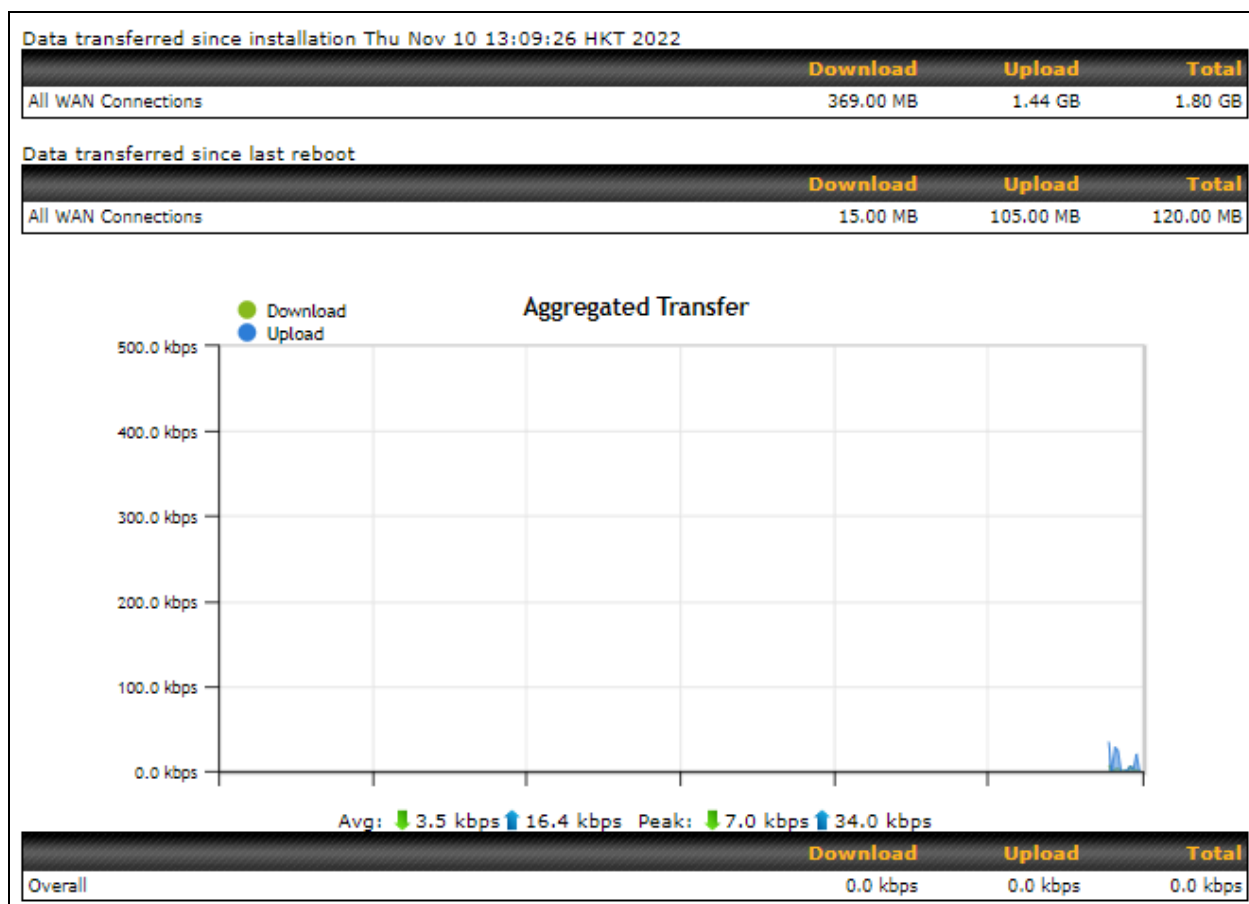 Data transferred since installation Thu Nov 10 13:09:26 HKT 2022
Download Upload Total
All WAN Connections 369.00 MB 1.44 GB 1.80 GB
Data transferred since last reboot
Download Upload Total
All WAN Connections 15.00 MB 105.00 MB 120.00 MB
Aggregated Transfer
Download
Upload
500.0 kbps
400.0 kbps
300.0 kbps
200.0 kbps
100.0 kbps
0.0 kbps
Avg: 3.5 kbps 16.4 kbps Peak: 7.0 kbps 34.0 kbps
Download Upload Total
Overall 0.0 kbps 0.0 kbps 0.0 kbps